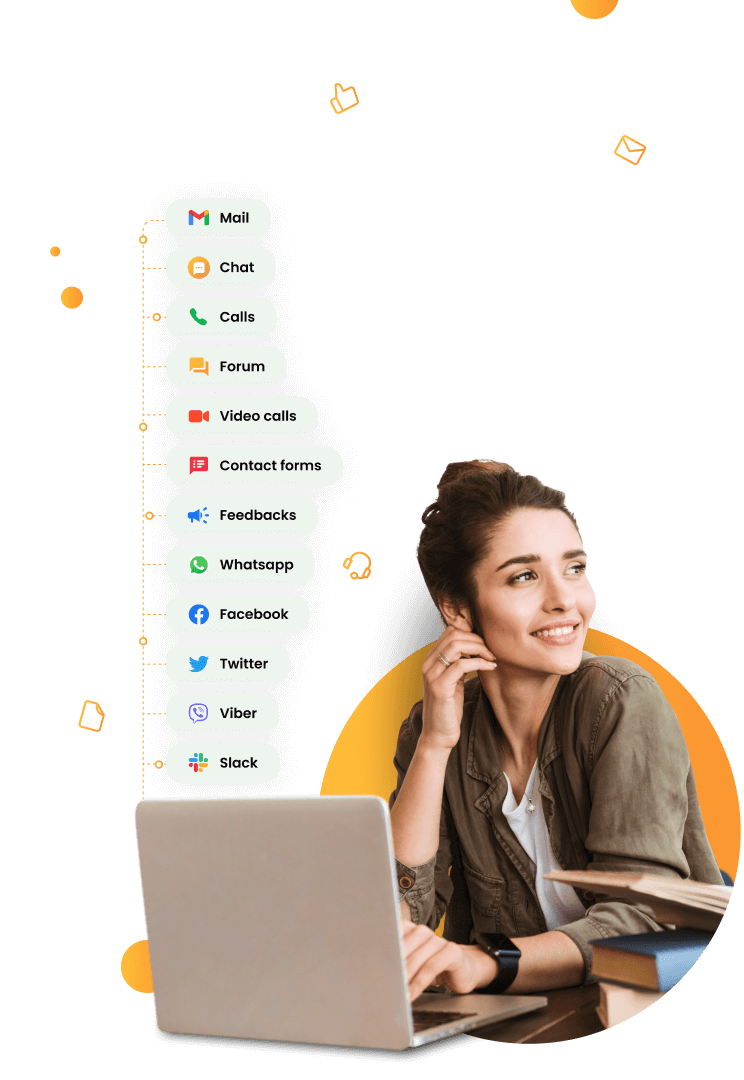 Mail
Chat
Calls
Forum
Video calls
Contact forms
Feedbacks
Whatsapp
Facebook
Twitter
Viber
Slack